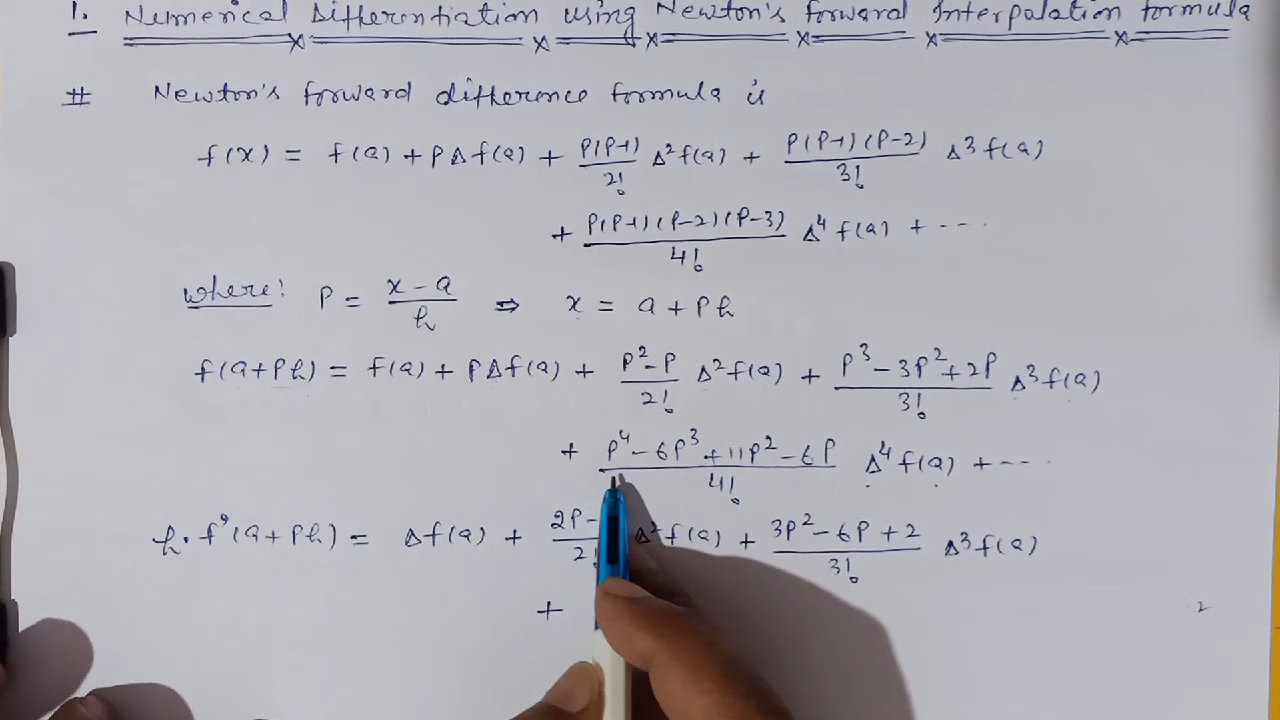 1. Numerical Differentiation using Newton's forward Interpolation formula
# Newton's forward difference formula is
f(x) = f(a) + PΔf(a) + P(P-1)/2! Δ²f(a) + P(P-1)(P-2)/3! Δ³f(a)
+ P(P-1)(P-2)(P-3)/4! Δ⁴f(a) + ----
where: P = x-a/h ⇒ x = a + Ph
f(a+Ph) = f(a) + PΔf(a) + P²-P/2! Δ²f(a) + P³-3P²+2P/3! Δ³f(a)
+ P⁴-6P³+11P²-6P/4! Δ⁴f(a) + ----
h. f'(a+Ph) = Δf(a) + 2P-/2! Δ²f(a) + 3P²-6P+2/3! Δ³f(a)
+